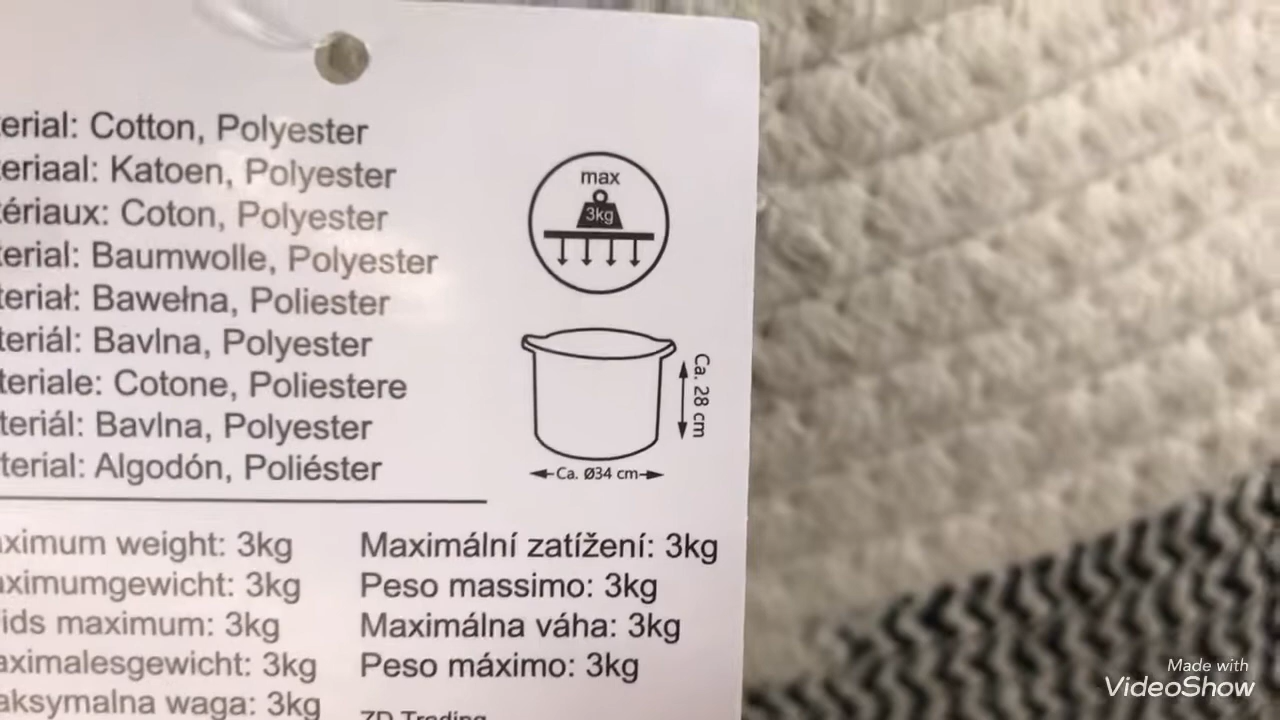 erial: Cotton, Polyester
eriaal: Katoen, Polyester
ériaux: Coton, Polyester
erial: Baumwolle, Polyester
teriał: Bawełna, Poliester
teriál: Bavlna, Polyester
teriale: Cotone, Poliestere
teriál: Bavlna, Polyester
terial: Algodón, Poliéster
max
3kg
Ca. 28 cm
Ca. Ø34 cm
ximum weight: 3kg
ximumgewicht: 3kg
ids maximum: 3kg
aximalesgewicht: 3kg
aksymalna waga: 3kg
Maximální zatížení: 3kg
Peso massimo: 3kg
Maximálna váha: 3kg
Peso máximo: 3kg
ZD Trading
Made with
VideoShow